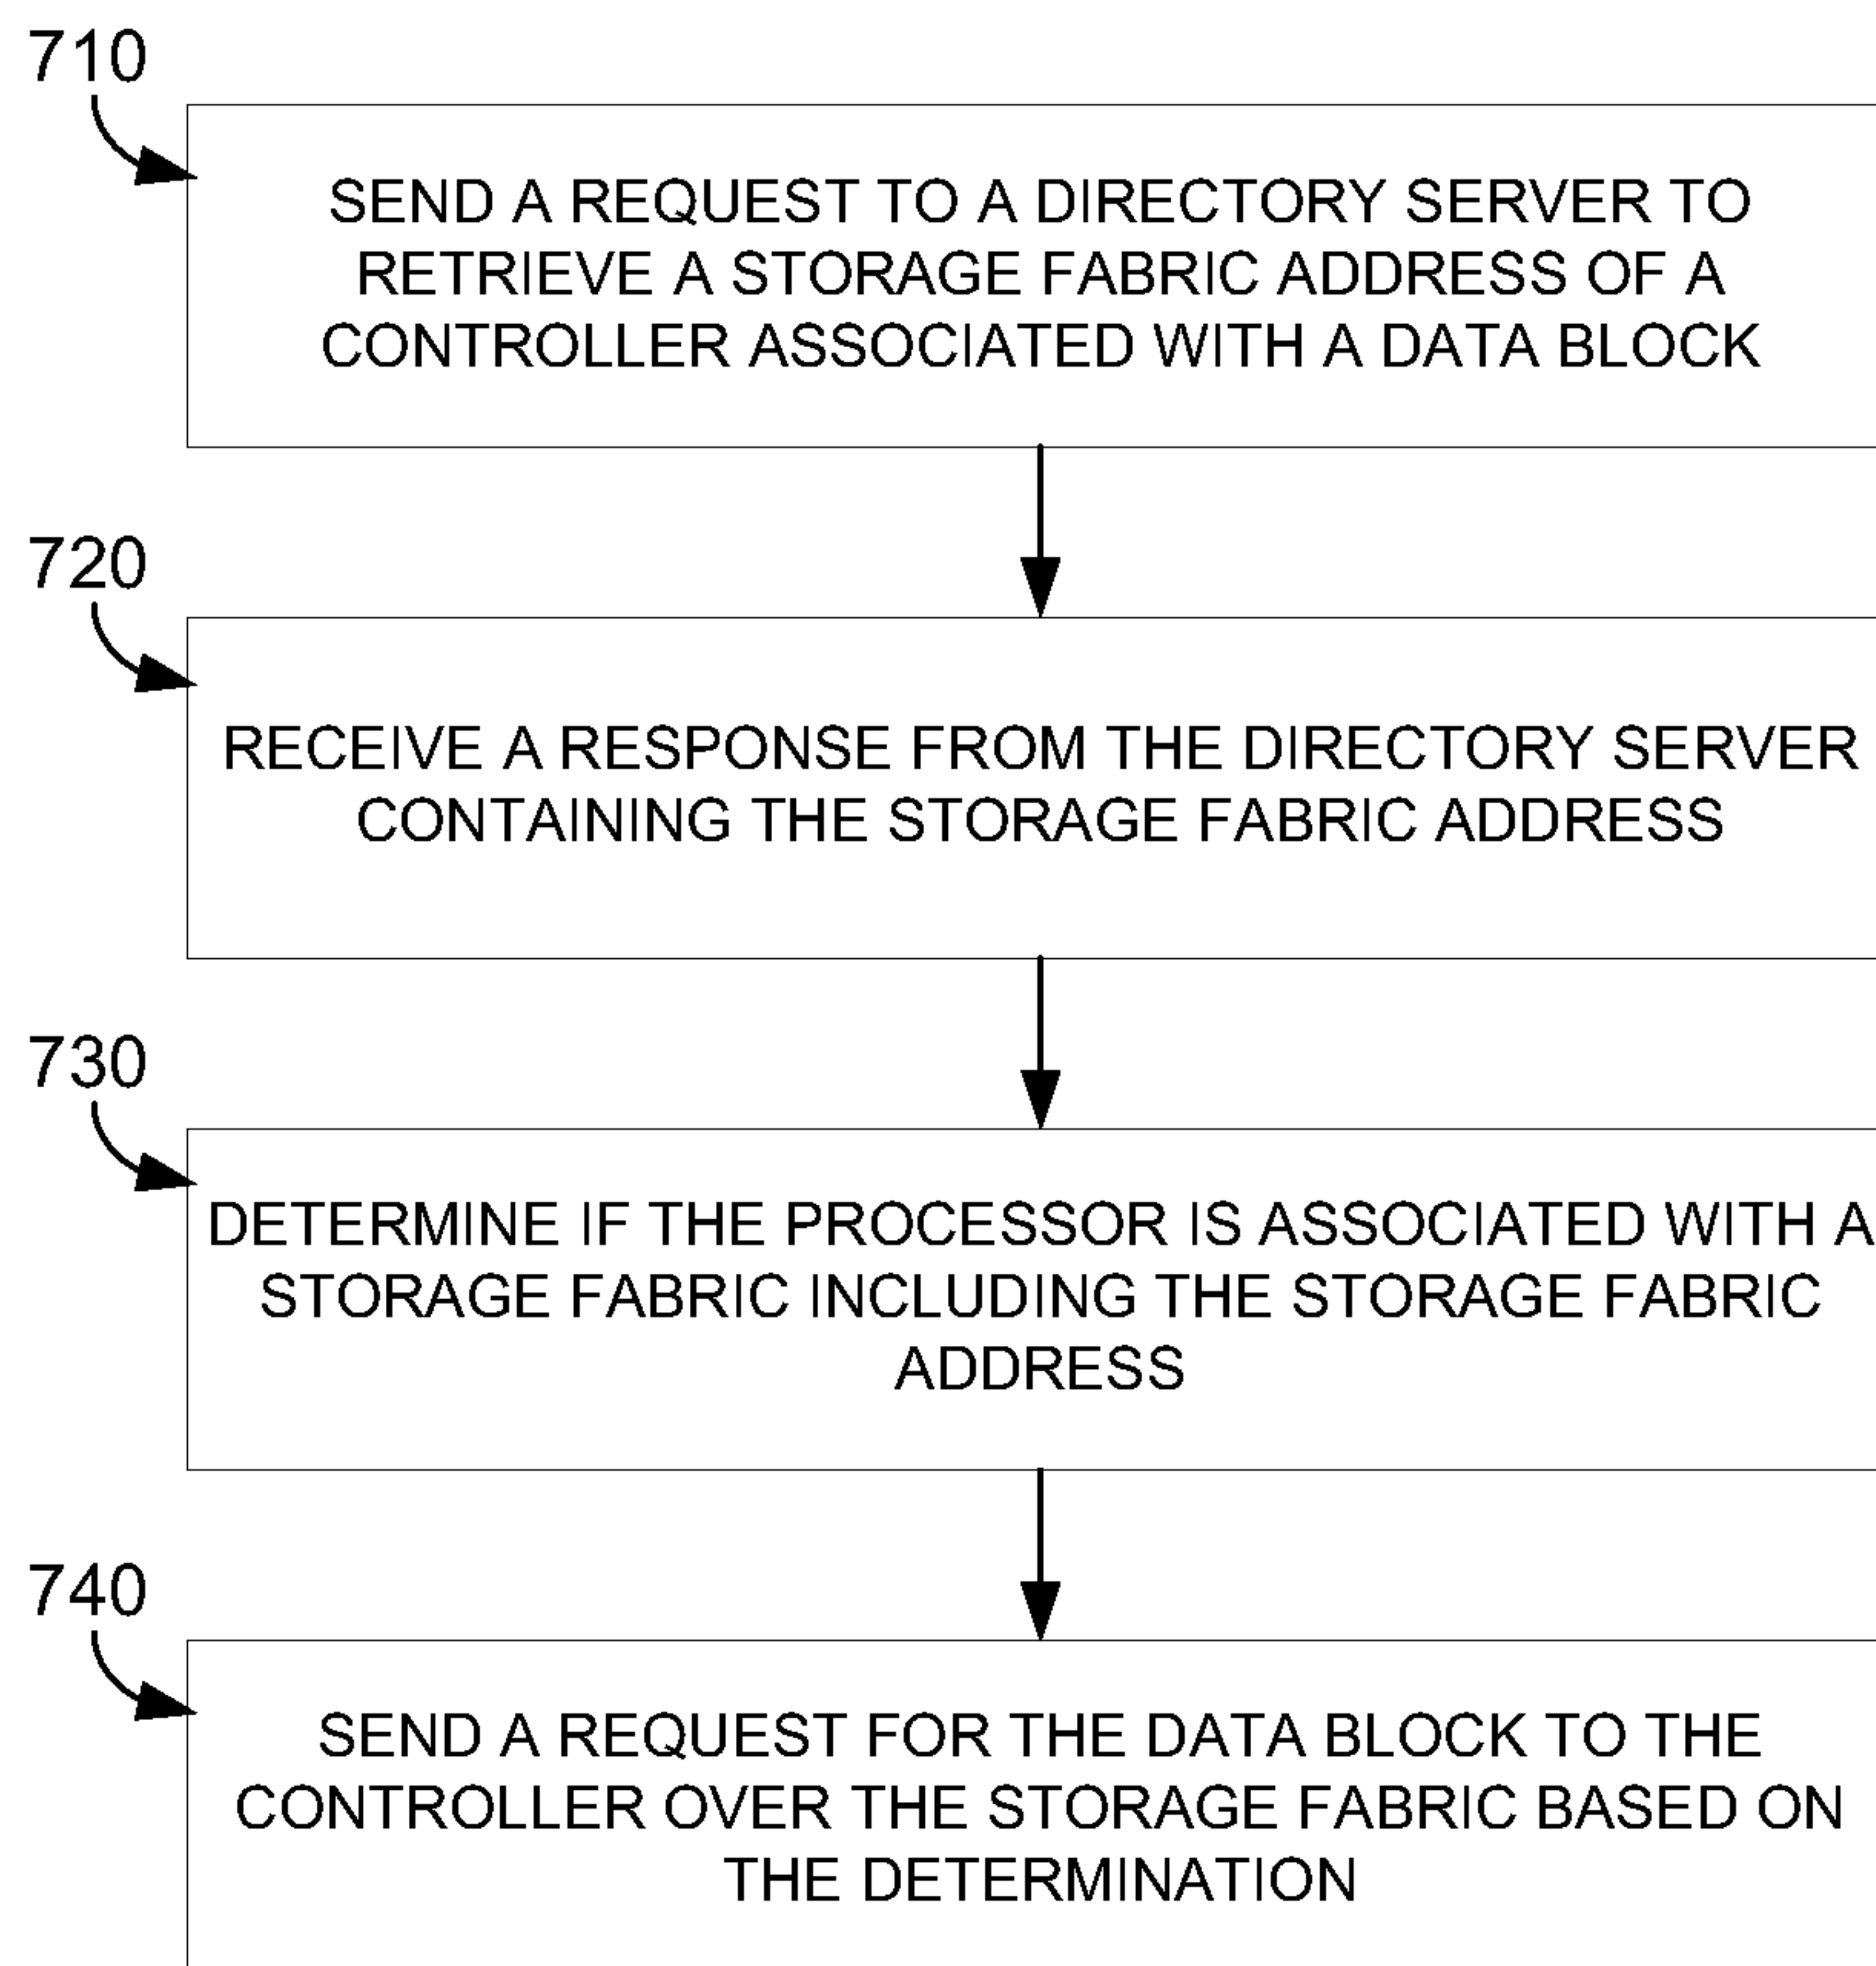 710
SEND A REQUEST TO A DIRECTORY SERVER TO
RETRIEVE A STORAGE FABRIC ADDRESS OF A
CONTROLLER ASSOCIATED WITH A DATA BLOCK
720
RECEIVE A RESPONSE FROM THE DIRECTORY SERVER
CONTAINING THE STORAGE FABRIC ADDRESS
730
DETERMINE IF THE PROCESSOR IS ASSOCIATED WITH A
STORAGE FABRIC INCLUDING THE STORAGE FABRIC
ADDRESS
740
SEND A REQUEST FOR THE DATA BLOCK TO THE
CONTROLLER OVER THE STORAGE FABRIC BASED ON
THE DETERMINATION